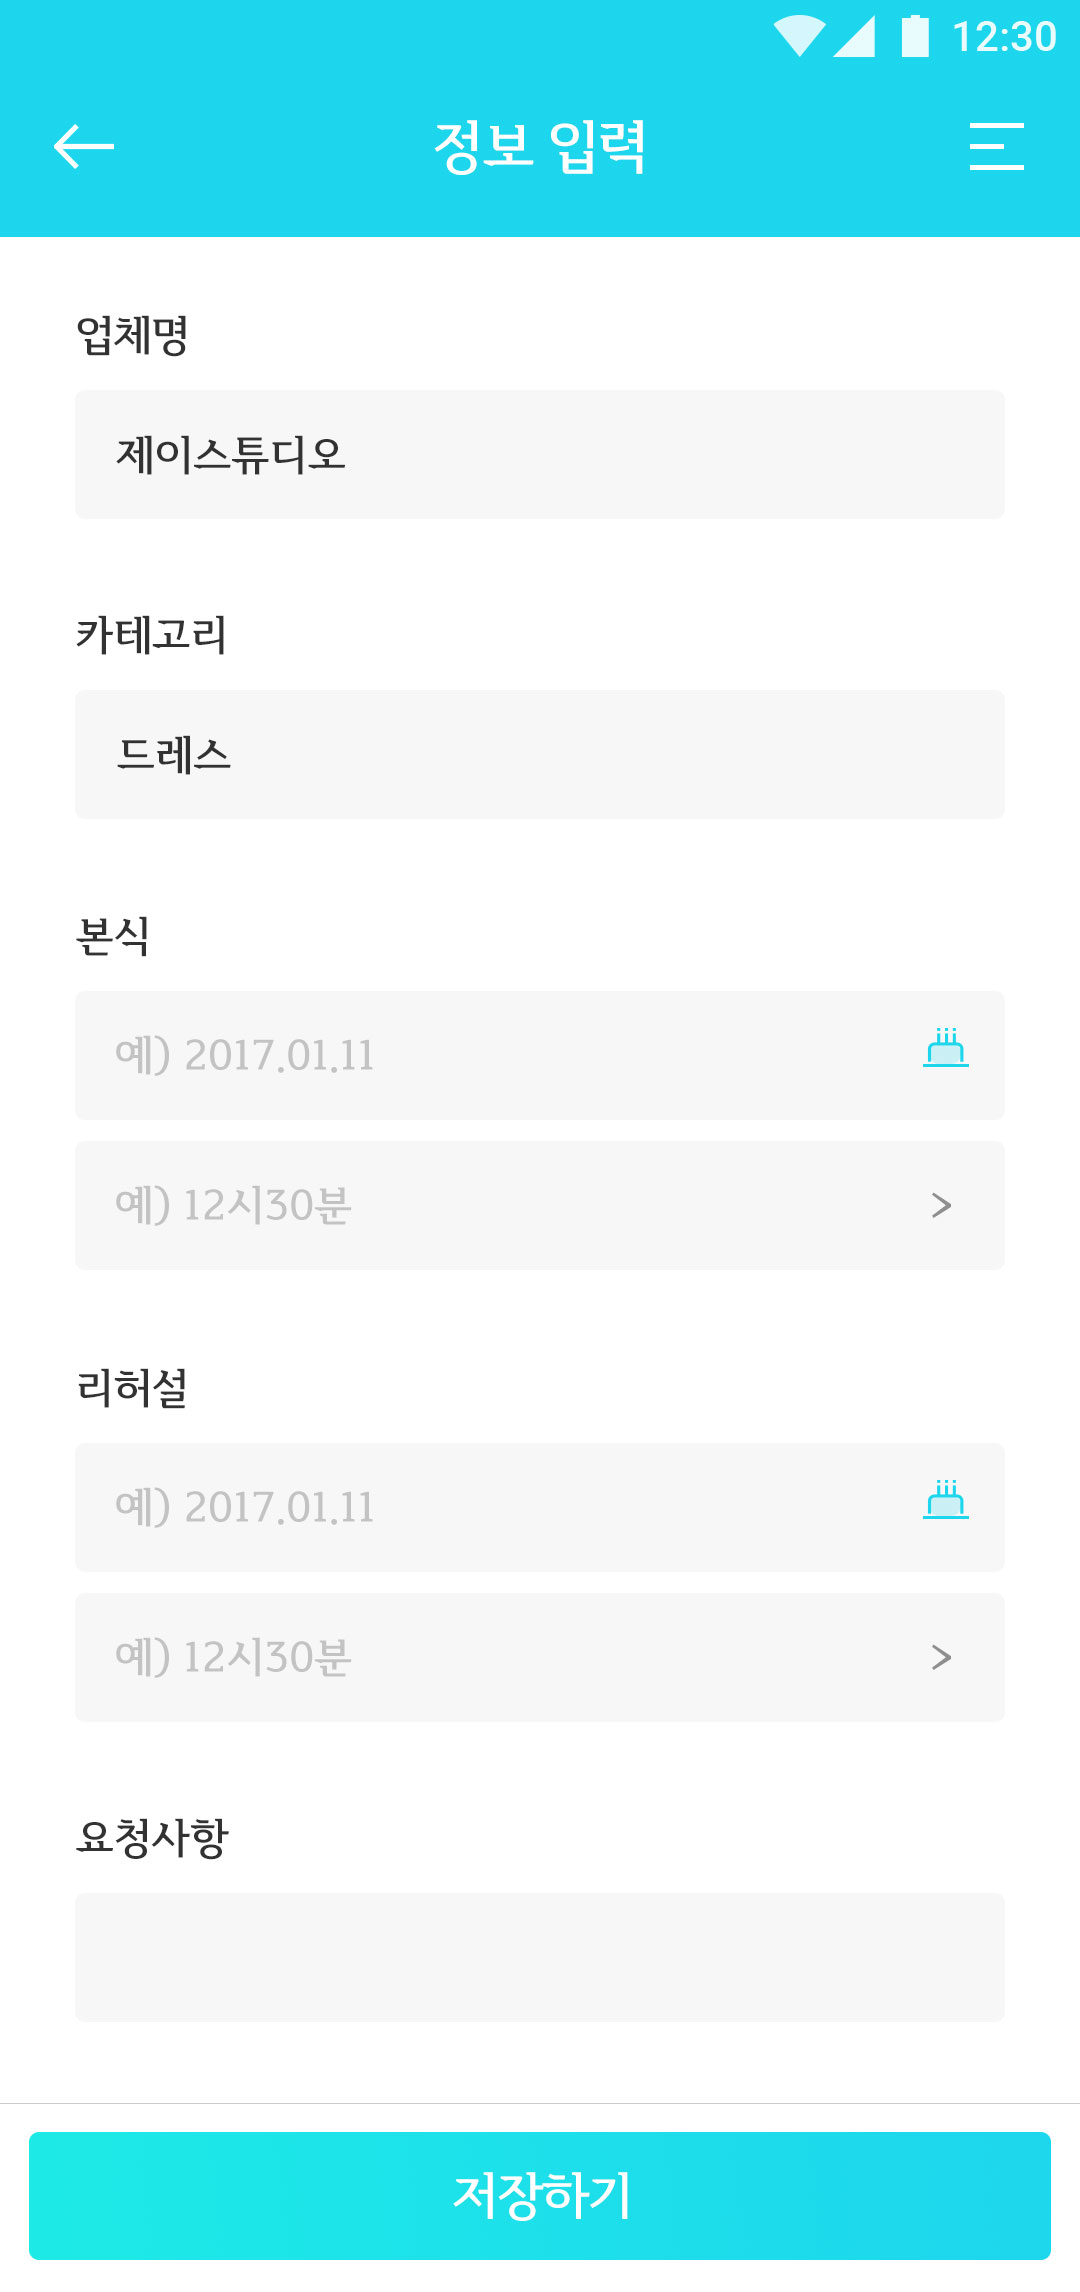 12:30
정보 입력
업체명
제이스튜디오
카테고리
드레스
본식
예) 2017.01.11
예) 12시30분
리허설
예) 2017.01.11
예) 12시30분
요청사항
저장하기